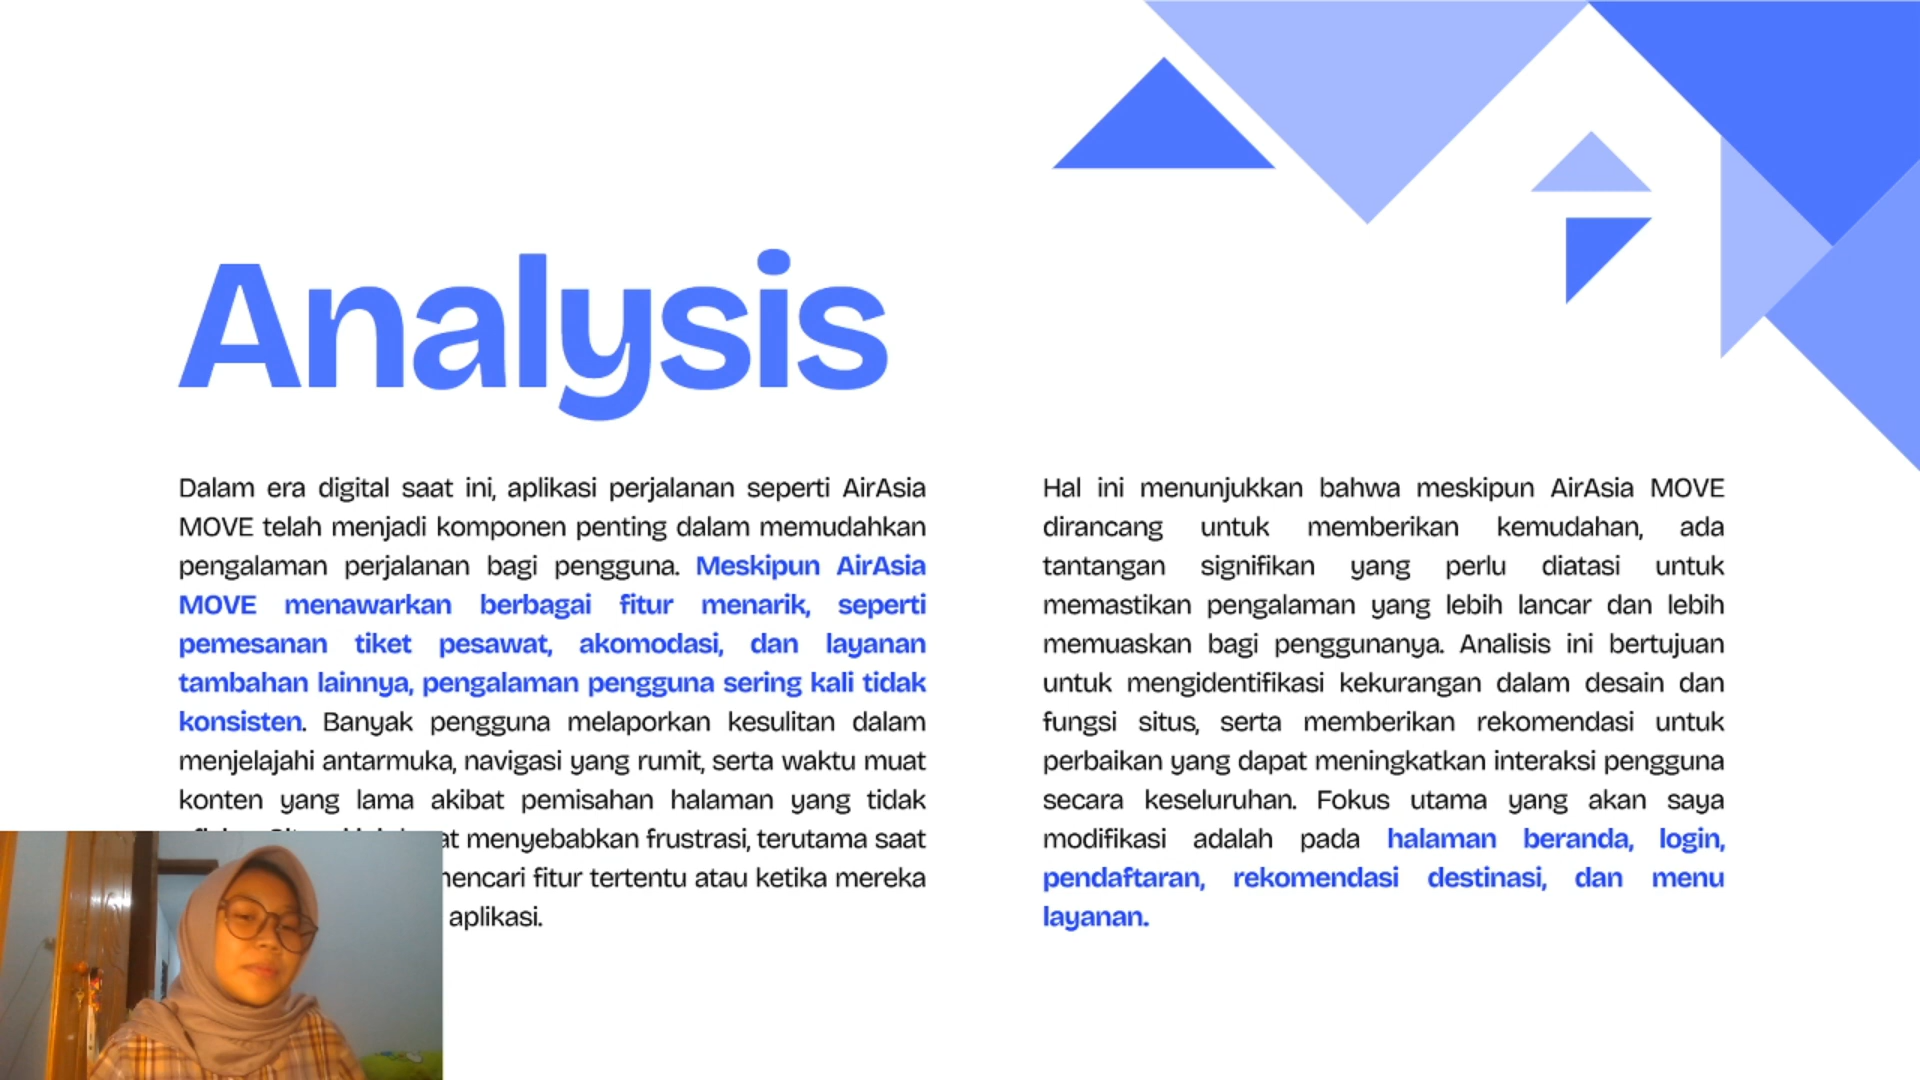 Analysis
Dalam era digital saat ini, aplikasi perjalanan seperti AirAsia
MOVE telah menjadi komponen penting dalam memudahkan
pengalaman perjalanan bagi pengguna. Meskipun AirAsia
MOVE menawarkan berbagai fitur menarik, seperti
pemesanan tiket pesawat, akomodasi, dan layanan
tambahan lainnya, pengalaman pengguna sering kali tidak
konsisten. Banyak pengguna melaporkan kesulitan dalam
menjelajahi antarmuka, navigasi yang rumit, serta waktu muat
konten yang lama akibat pemisahan halaman yang tidak
menyebabkan frustrasi, terutama saat
mencari fitur tertentu atau ketika mereka
aplikasi.
Hal ini menunjukkan bahwa meskipun AirAsia MOVE
dirancang untuk memberikan kemudahan, ada
tantangan signifikan yang perlu diatasi untuk
memastikan pengalaman yang lebih lancar dan lebih
memuaskan bagi penggunanya. Analisis ini bertujuan
untuk mengidentifikasi kekurangan dalam desain dan
fungsi situs, serta memberikan rekomendasi untuk
perbaikan yang dapat meningkatkan interaksi pengguna
secara keseluruhan. Fokus utama yang akan saya
modifikasi adalah pada halaman beranda, login,
pendaftaran, rekomendasi destinasi, dan menu
layanan.